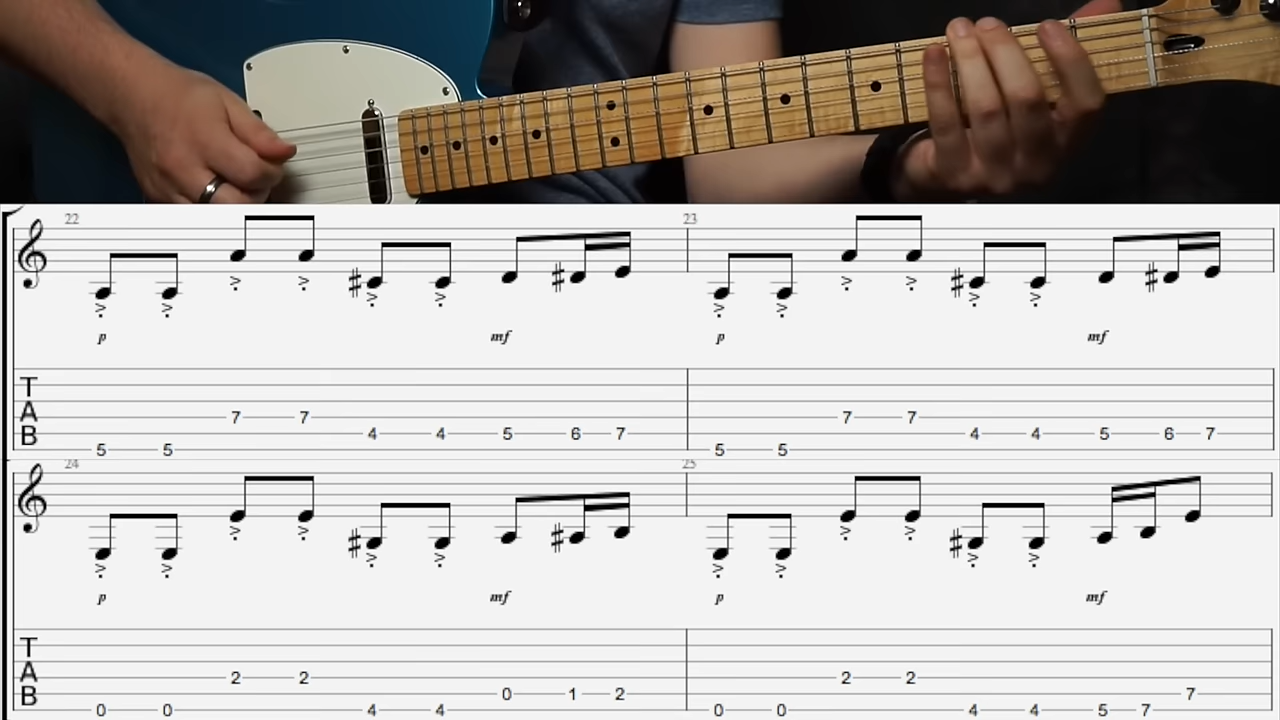 22 23
p mf p mf
T
A
B
7 7 7 7
4 4 5 6 7 4 4 5 6 7
5 5 5 5
24 25
p mf p mf
T
A
B
2 2 2 2
0 1 2 7
0 0 4 4 0 0 4 4 5 7